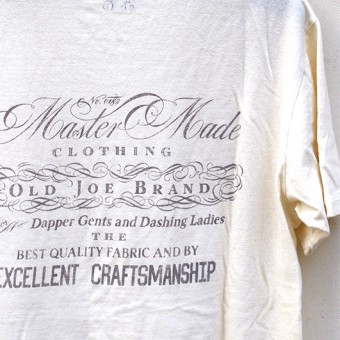 Master Made
CLOTHING
OLD JOE BRAND
Dapper Gents and Dashing Ladies
THE
BEST QUALITY FABRIC AND BY
EXCELLENT CRAFTSMANSHIP